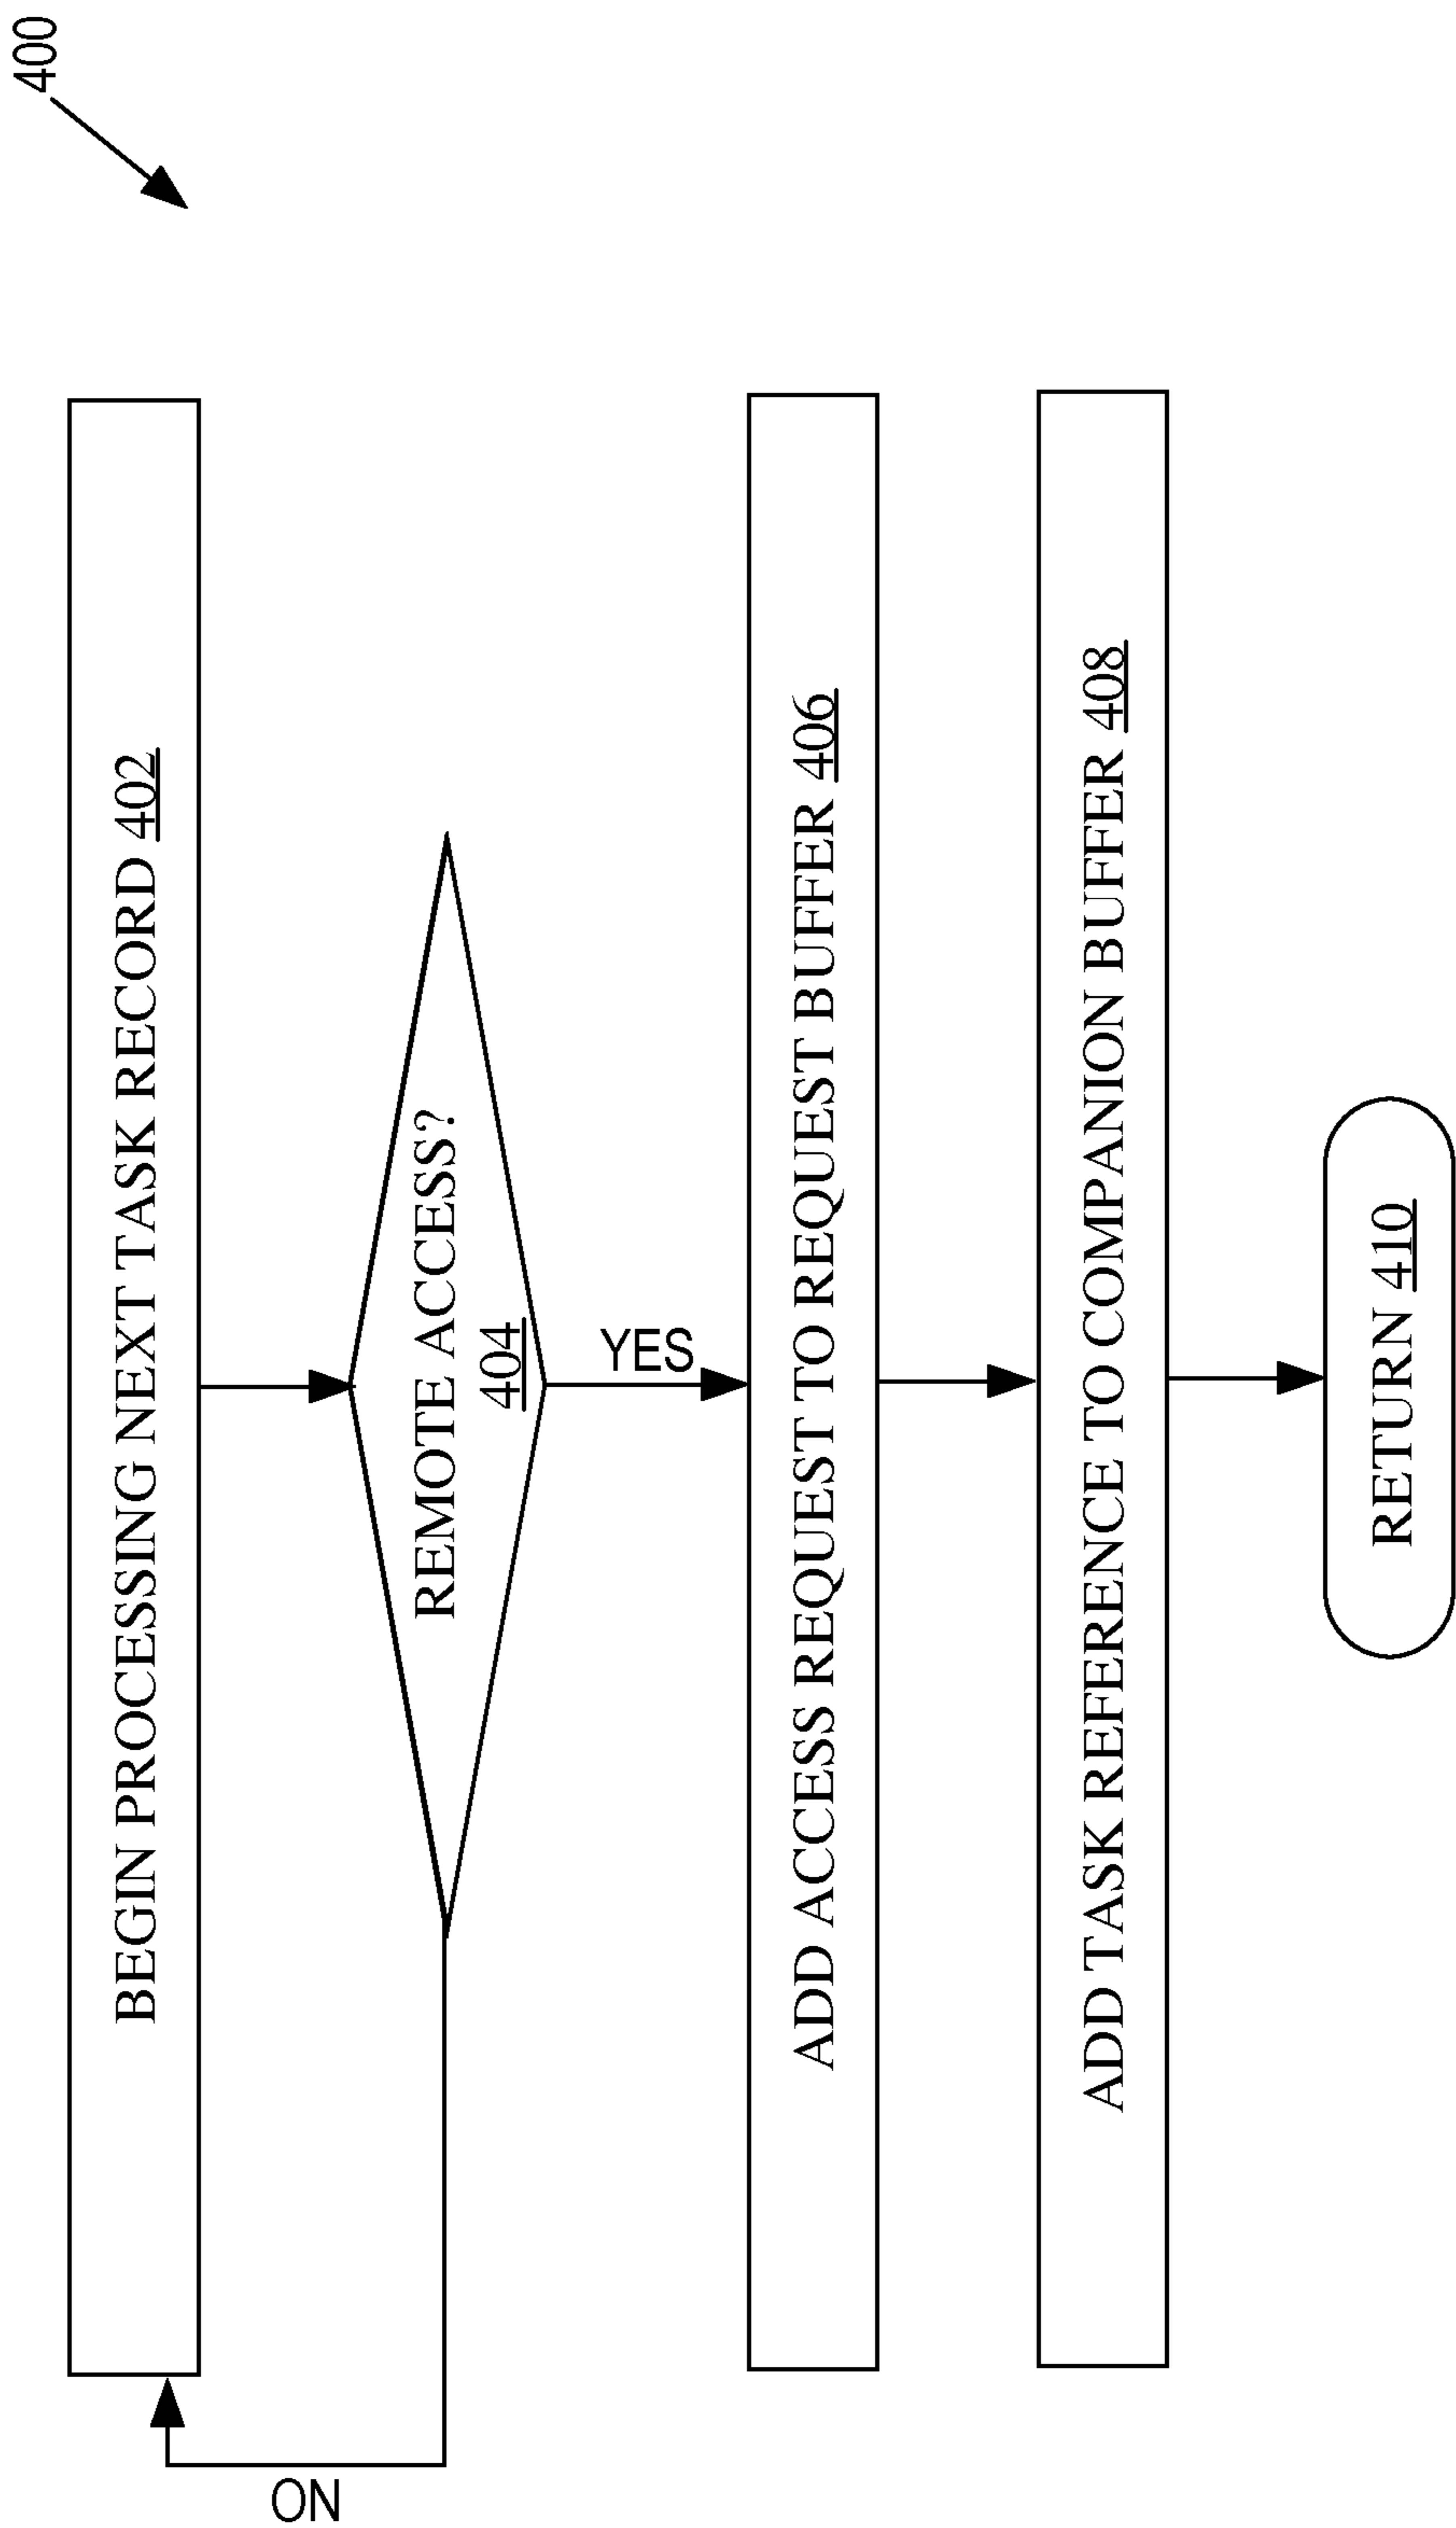 400
BEGIN PROCESSING NEXT TASK RECORD 402
REMOTE ACCESS?
404
NO
YES
ADD ACCESS REQUEST TO REQUEST BUFFER 406
ADD TASK REFERENCE TO COMPANION BUFFER 408
RETURN 410